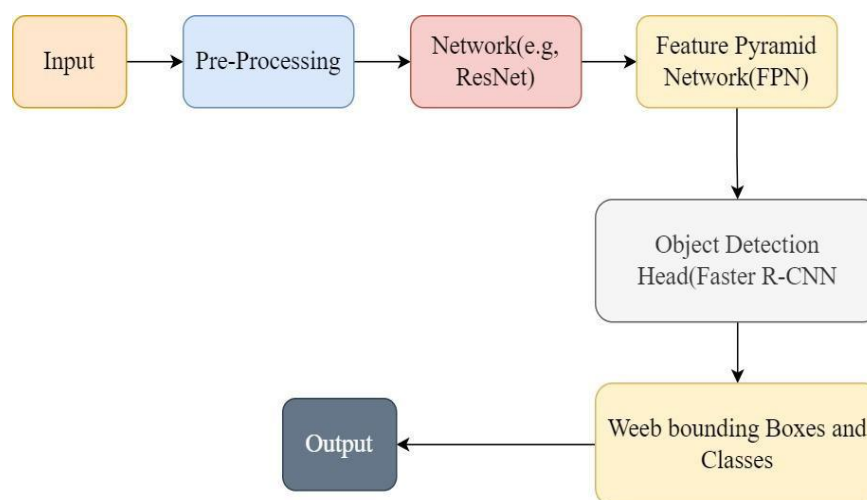 Input
Pre-Processing
Network(e.g,
ResNet)
Feature Pyramid
Network(FPN)
Object Detection
Head(Faster R-CNN
Weeb bounding Boxes and
Classes
Output